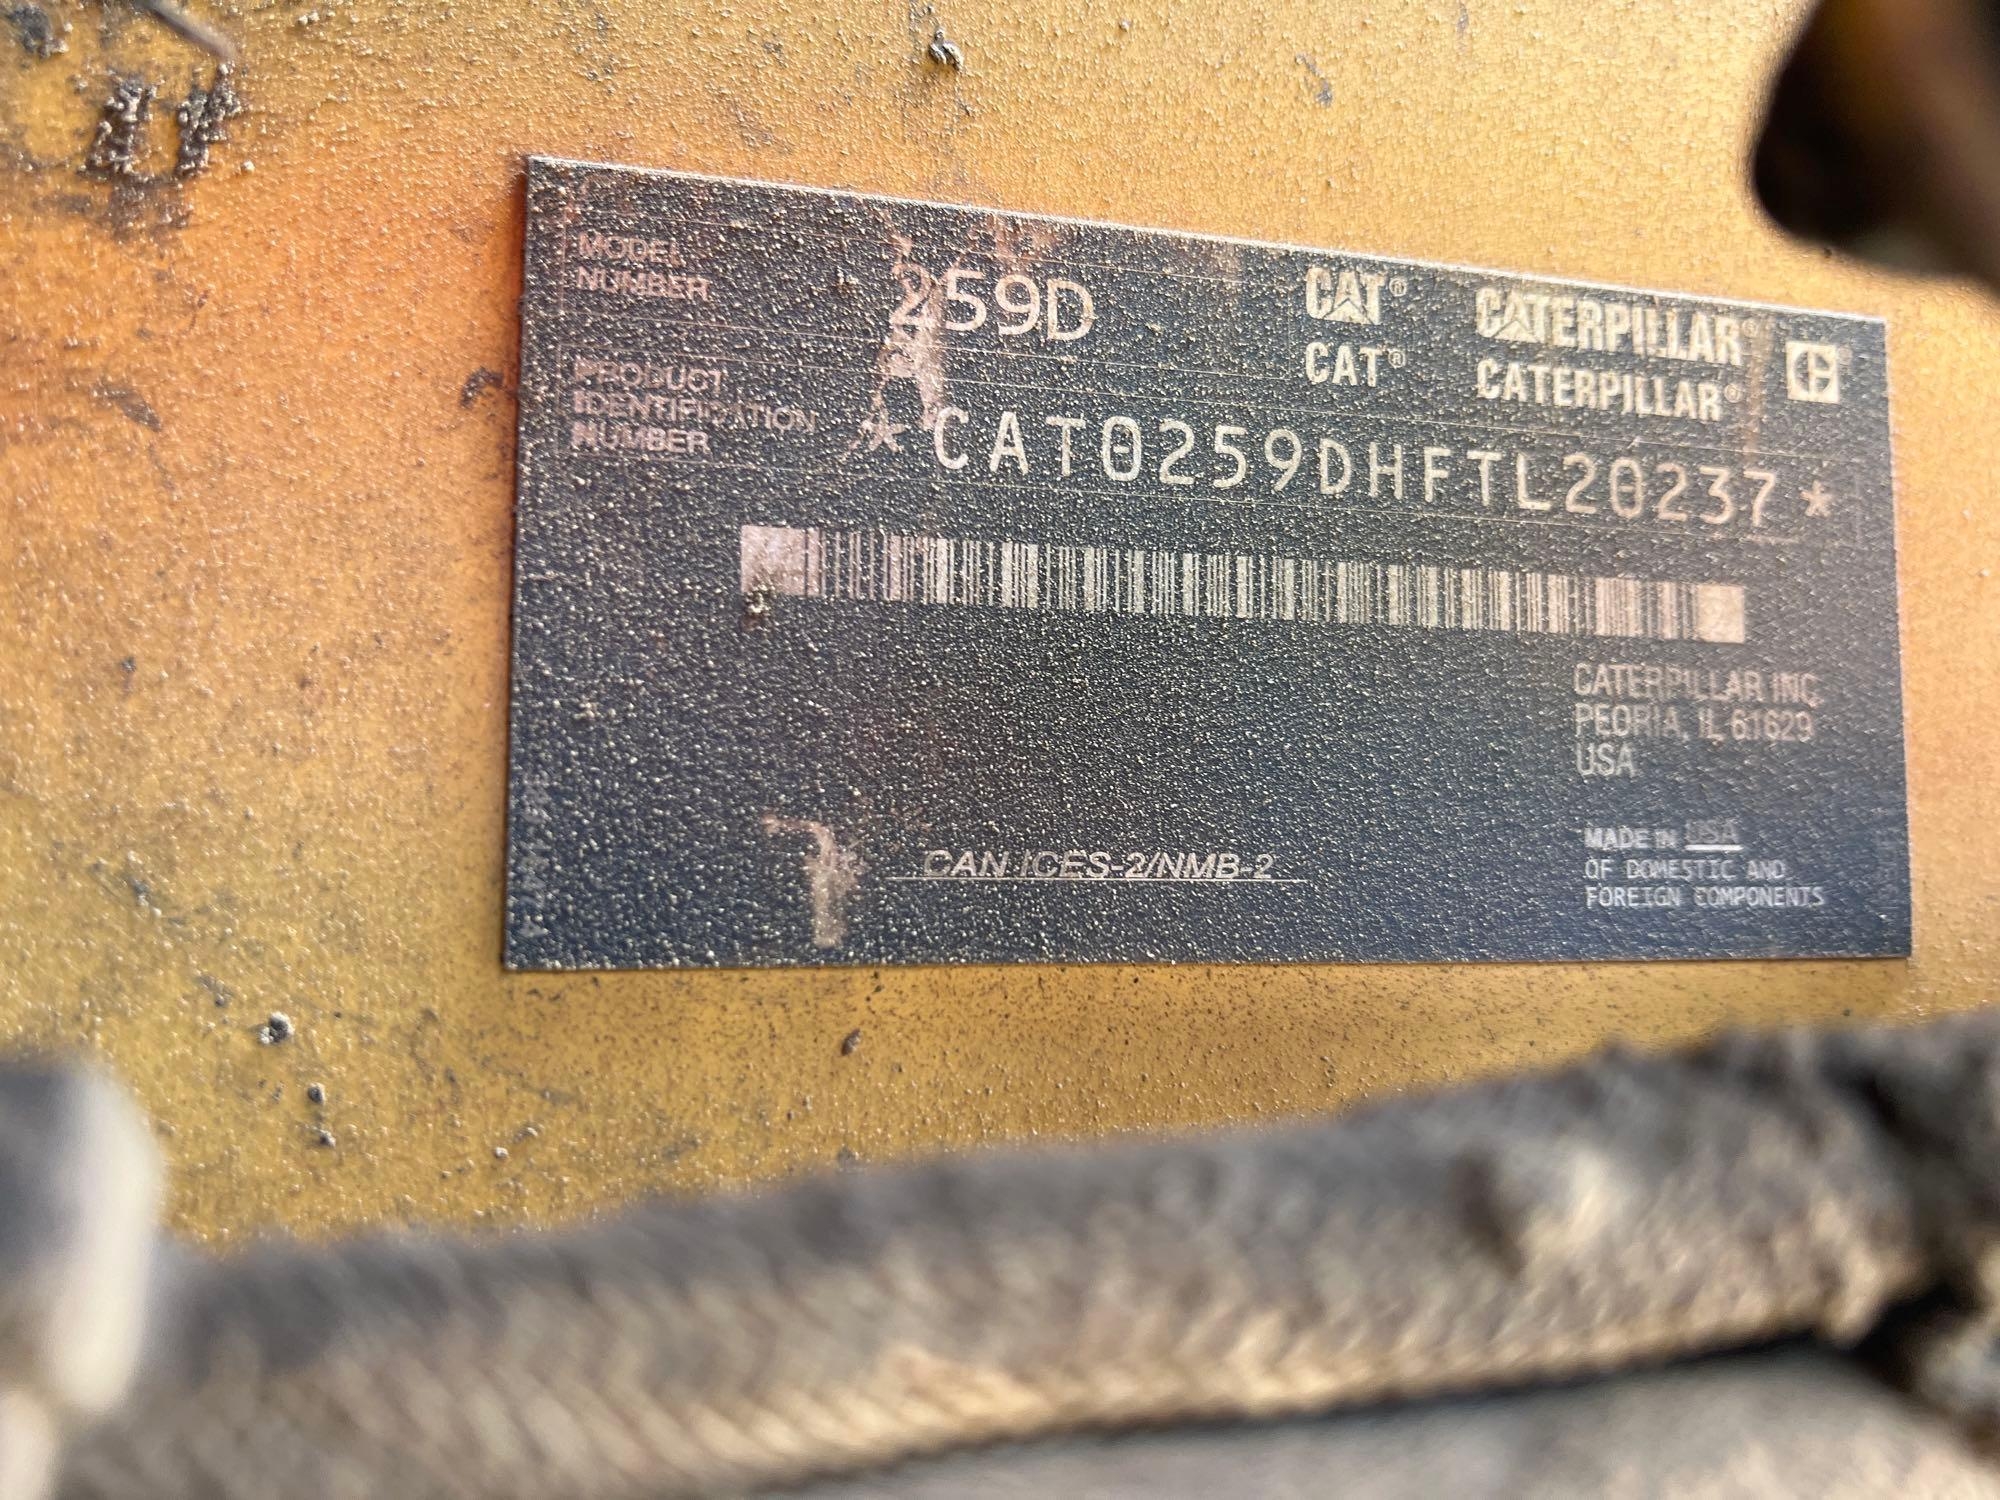 MODEL
NUMBER
259D
CAT® CATERPILLAR®
CAT® CATERPILLAR®
PRODUCT
IDENTIFICATION
NUMBER
*CAT0259DHFTL20237*
CATERPILLAR INC.
PEORIA, IL 61629
USA
CAN ICES-2/NMB-2
MADE IN USA
OF DOMESTIC AND
FOREIGN COMPONENTS